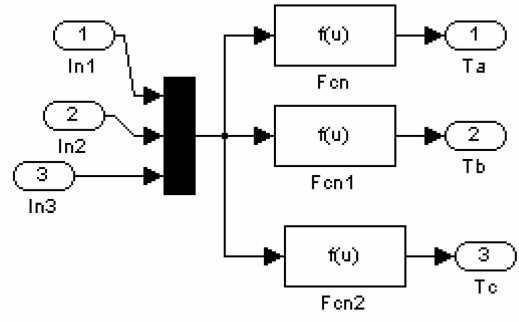 1
In1
2
In2
3
In3
f(u)
Fcn
1
Ta
f(u)
Fcn1
2
Tb
f(u)
Fcn2
3
Tc